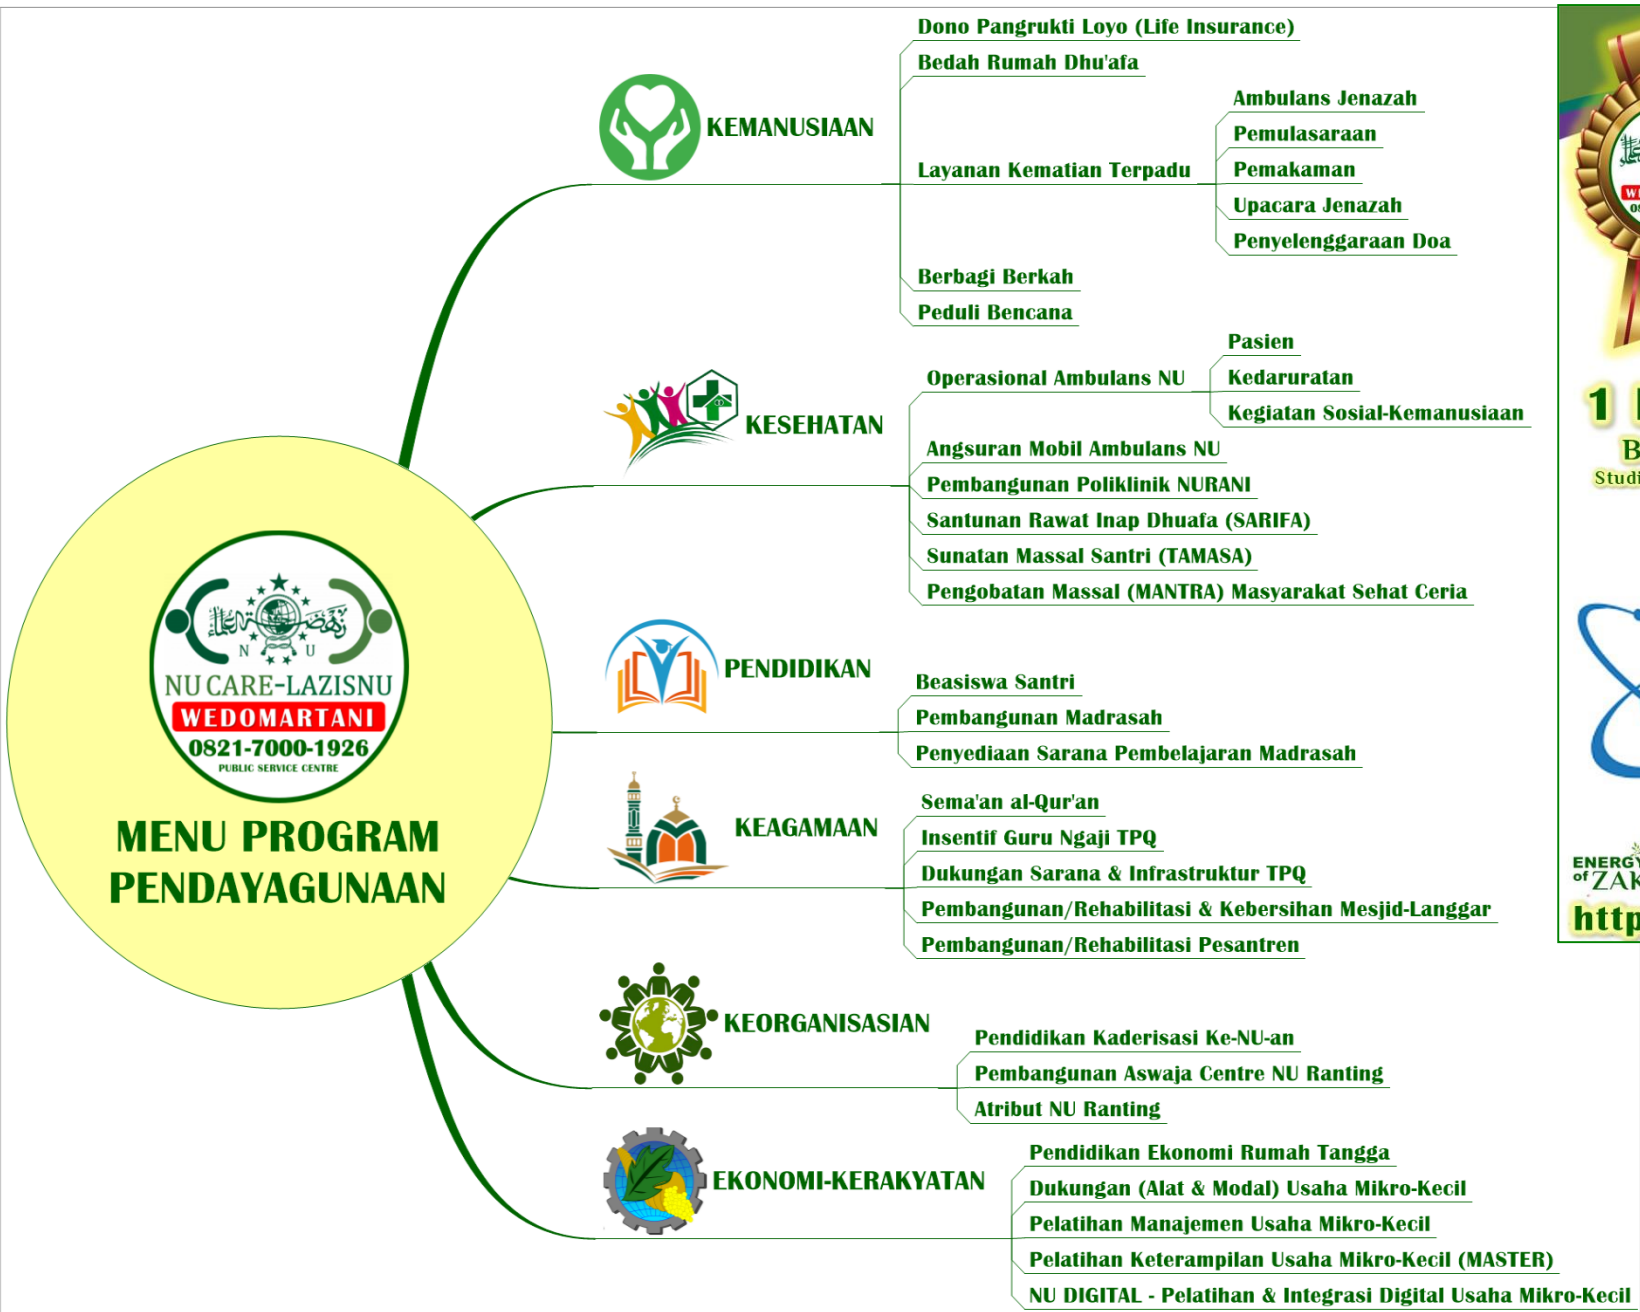 Dono Pangrukti Loyo (Life Insurance)
Bedah Rumah Dhu'afa
KEMANUSIAAN
Layanan Kematian Terpadu
Ambulans Jenazah
Pemulasaraan
Pemakaman
Upacara Jenazah
Penyelenggaraan Doa
Berbagi Berkah
Peduli Bencana
KESEHATAN
Operasional Ambulans NU
Pasien
Kedaruratan
Kegiatan Sosial-Kemanusiaan
Angsuran Mobil Ambulans NU
Pembangunan Poliklinik NURANI
Santunan Rawat Inap Dhuafa (SARIFA)
Sunatan Massal Santri (TAMASA)
Pengobatan Massal (MANTRA) Masyarakat Sehat Ceria
نهضة العلماء
N U
NU CARE-LAZISNU
WEDOMARTANI
0821-7000-1926
PUBLIC SERVICE CENTRE
MENU PROGRAM
PENDAYAGUNAAN
PENDIDIKAN
Beasiswa Santri
Pembangunan Madrasah
Penyediaan Sarana Pembelajaran Madrasah
KEAGAMAAN
Sema'an al-Qur'an
Insentif Guru Ngaji TPQ
Dukungan Sarana & Infrastruktur TPQ
Pembangunan/Rehabilitasi & Kebersihan Mesjid-Langgar
Pembangunan/Rehabilitasi Pesantren
KEORGANISASIAN
Pendidikan Kaderisasi Ke-NU-an
Pembangunan Aswaja Centre NU Ranting
Atribut NU Ranting
EKONOMI-KERAKYATAN
Pendidikan Ekonomi Rumah Tangga
Dukungan (Alat & Modal) Usaha Mikro-Kecil
Pelatihan Manajemen Usaha Mikro-Kecil
Pelatihan Keterampilan Usaha Mikro-Kecil (MASTER)
NU DIGITAL - Pelatihan & Integrasi Digital Usaha Mikro-Kecil
1
ENERGY
of ZAK
http